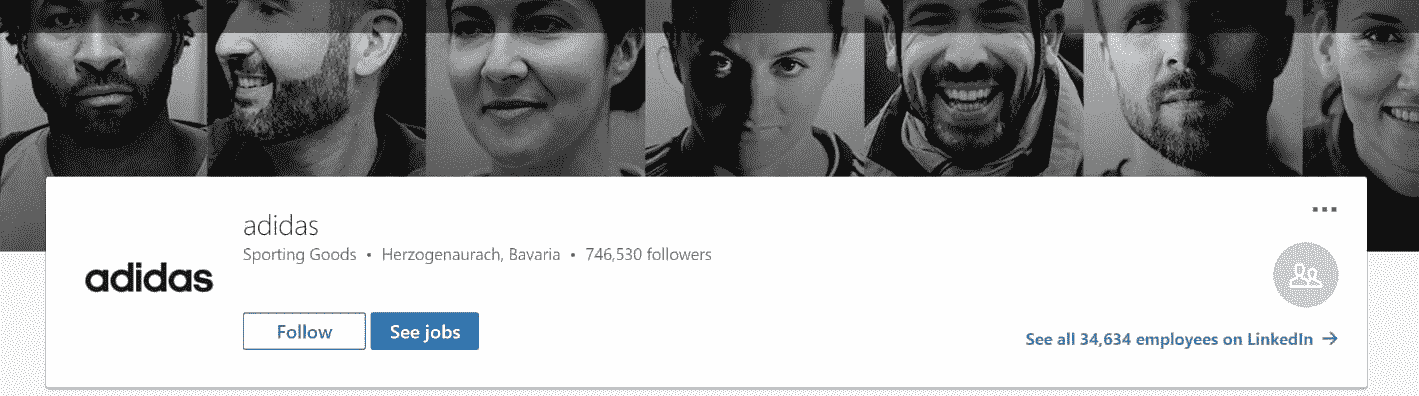 adidas
Sporting Goods • Herzogenaurach, Bavaria • 746,530 followers
adidas
Follow
See jobs
See all 34,634 employees on LinkedIn →